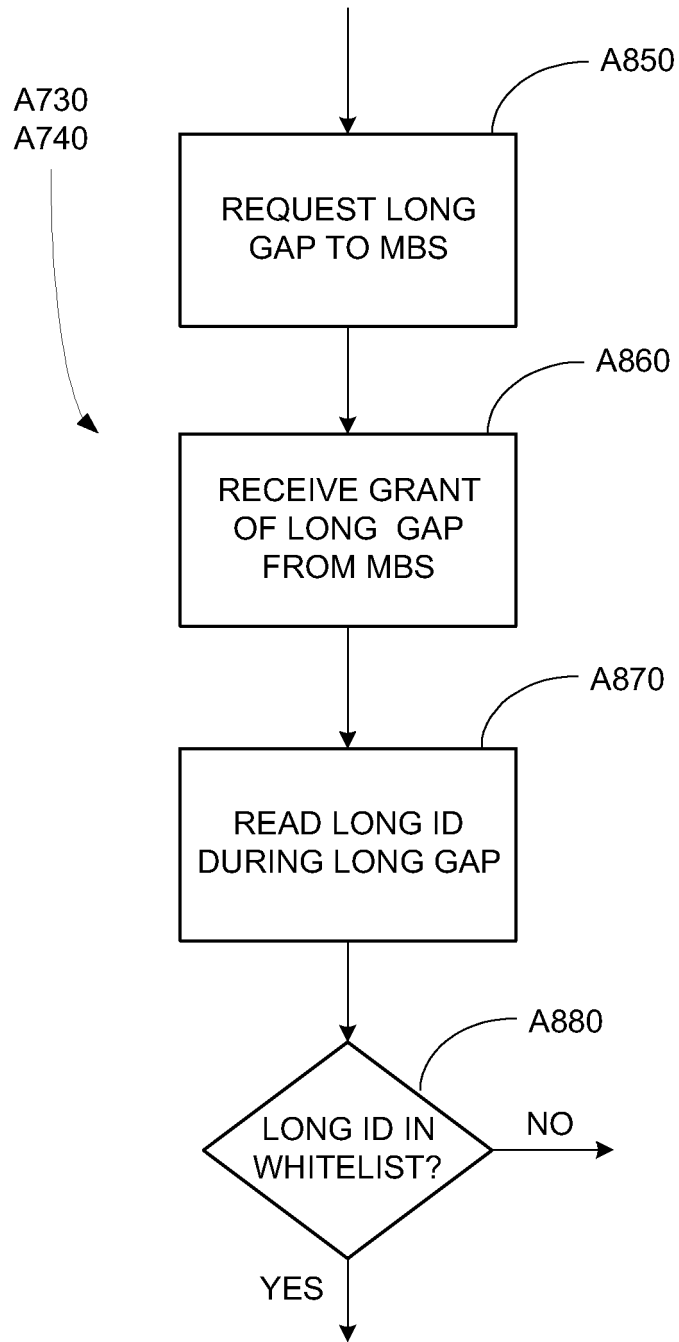 A850
A730
A740
REQUEST LONG
GAP TO MBS
A860
RECEIVE GRANT
OF LONG GAP
FROM MBS
A870
READ LONG ID
DURING LONG GAP
A880
LONG ID IN
WHITELIST?
NO
YES